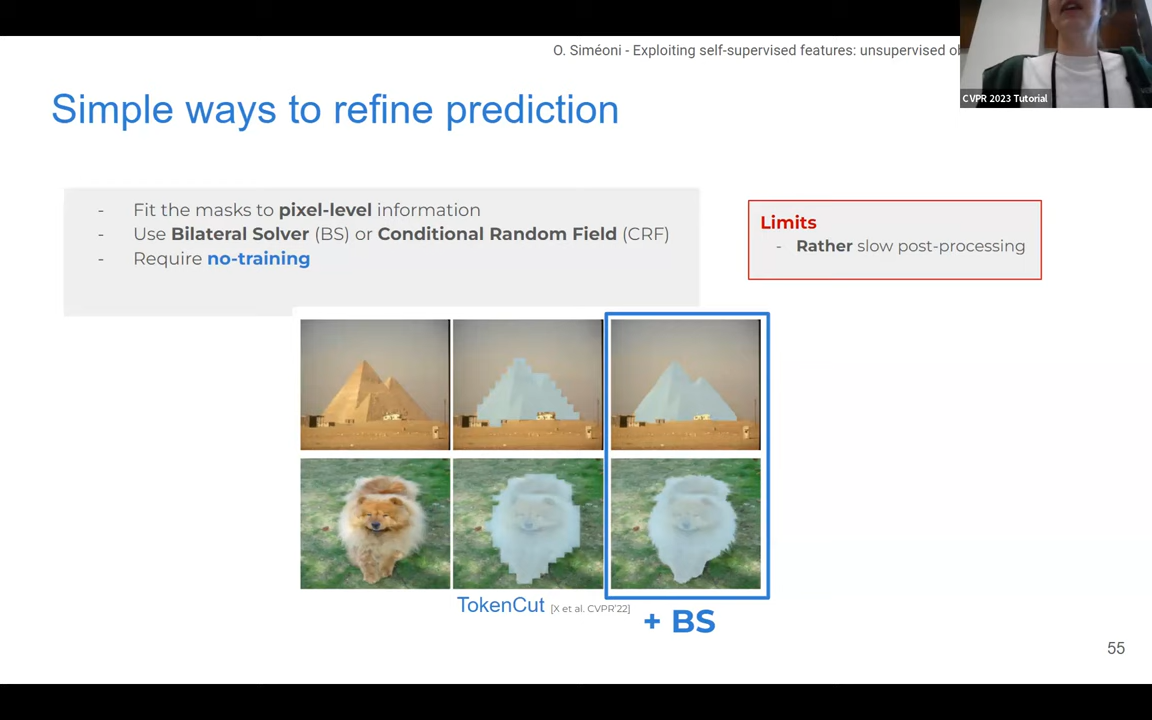 O. Siméoni - Exploiting self-supervised features: unsupervised
CVPR 2023 Tutorial
Simple ways to refine prediction
- Fit the masks to pixel-level information
- Use Bilateral Solver (BS) or Conditional Random Field (CRF)
- Require no-training
Limits
- Rather slow post-processing
TokenCut [X et al. CVPR'22]
+ BS
55